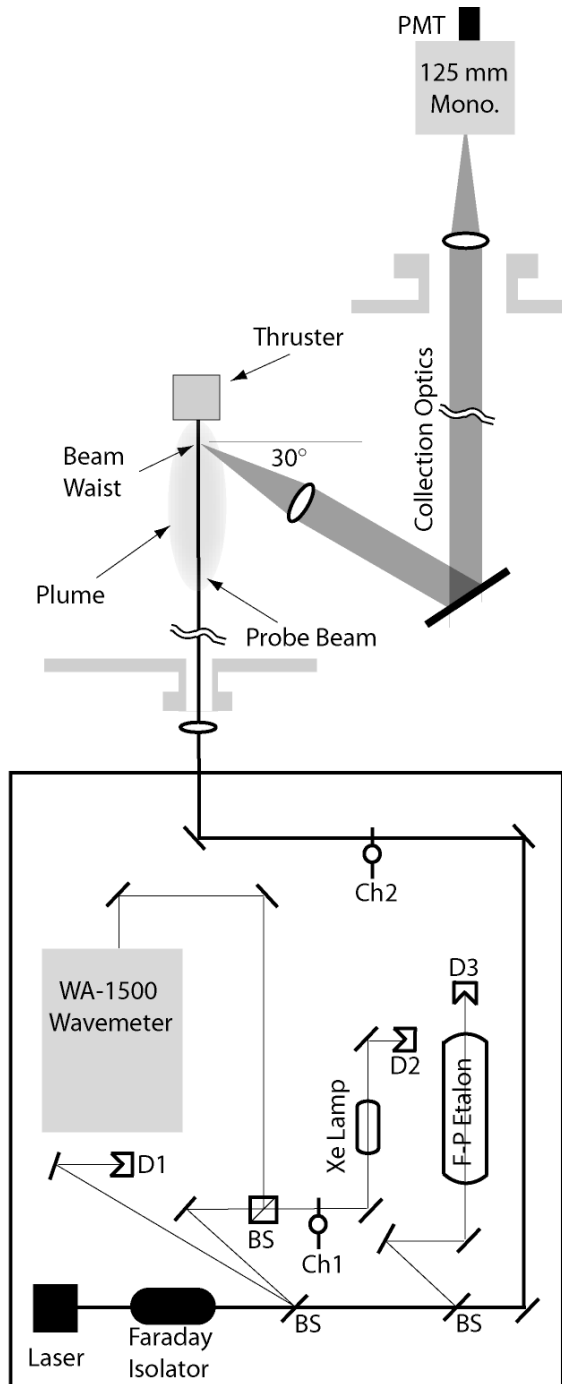 PMT
125 mm
Mono.
Thruster
Collection Optics
30°
Beam
Waist
Plume
Probe Beam
Ch2
WA-1500
Wavemeter
D3
D2
Xe Lamp
F-P Etalon
D1
BS
Ch1
BS
BS
Laser
Faraday
Isolator